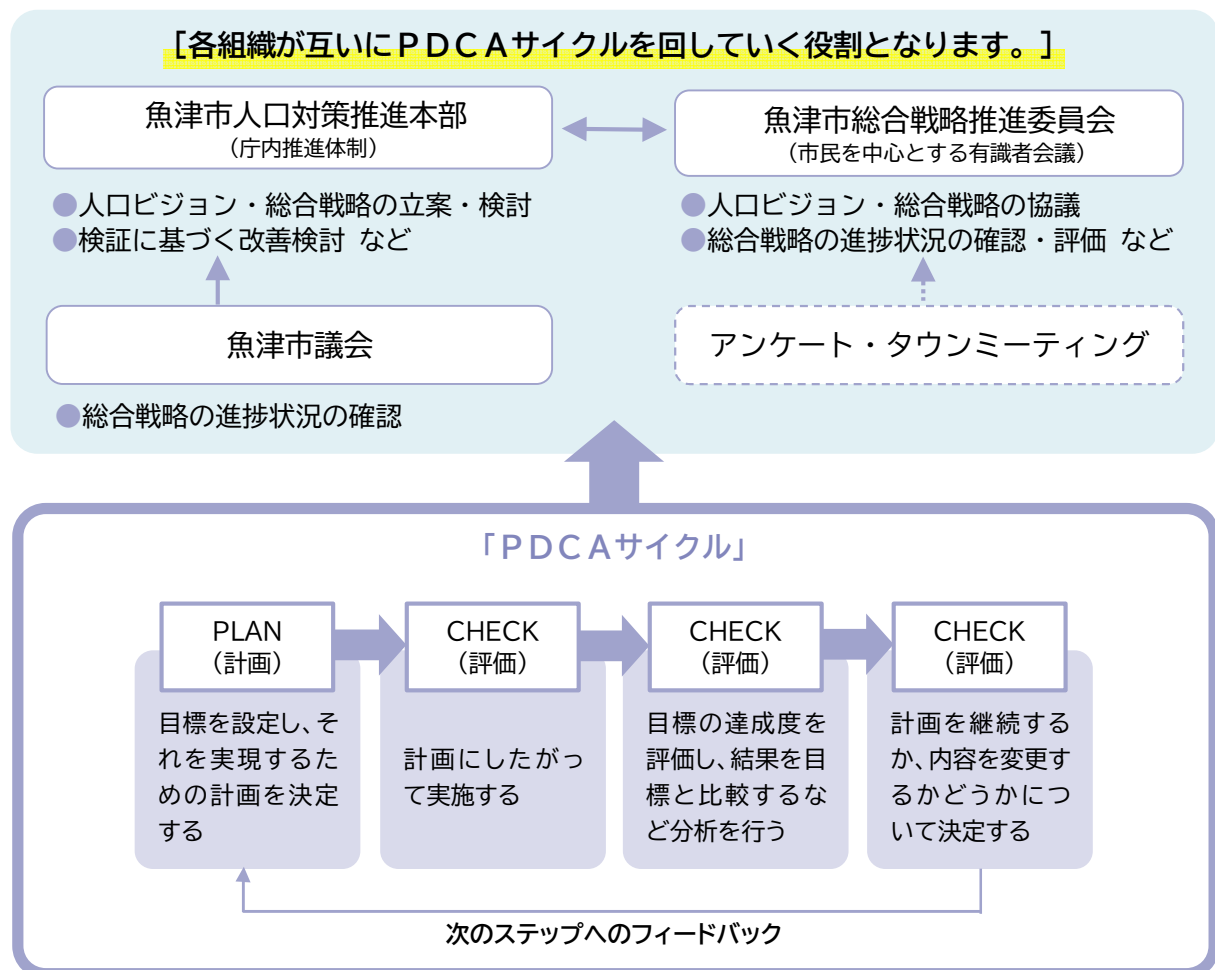 ［各組織が互いにＰＤＣＡサイクルを回していく役割となります。］
魚津市人口対策推進本部
（庁内推進体制）
●人口ビジョン・総合戦略の立案・検討
●検証に基づく改善検討 など
魚津市総合戦略推進委員会
（市民を中心とする有識者会議）
●人口ビジョン・総合戦略の協議
●総合戦略の進捗状況の確認・評価 など
魚津市議会
●総合戦略の進捗状況の確認
アンケート・タウンミーティング
「ＰＤＣＡサイクル」
PLAN
（計画）
目標を設定し、そ
れを実現するた
めの計画を決定
する
CHECK
（評価）
計画にしたがっ
て実施する
CHECK
（評価）
目標の達成度を
評価し、結果を目
標と比較するな
ど分析を行う
CHECK
（評価）
計画を継続する
か、内容を変更す
るかどうかにつ
いて決定する
次のステップへのフィードバック